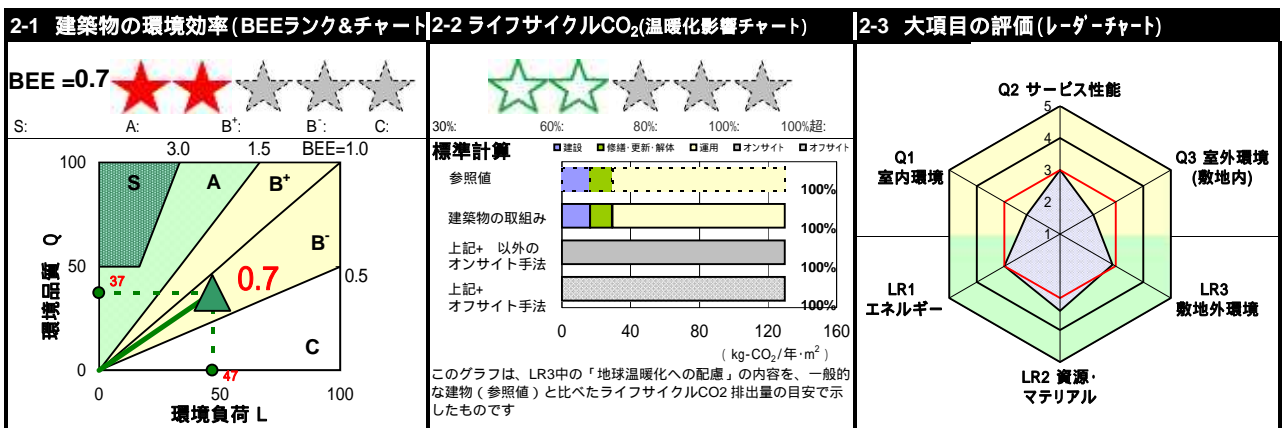 2-1 建築物の環境効率(BEEランク&チャート
BEE =0.7
S: A: B+: B-: C:
3.0 1.5 BEE=1.0
100
S A B+
B-
50
37
0.7
0.5
環境品質 Q
C
0
47
0 50 100
環境負荷 L
2-2 ライフサイクルCO2(温暖化影響チャート)
30%: 60%: 80%: 100%: 100%超:
標準計算
建設 修繕・更新・解体 運用 オンサイト オフサイト
参照値 100%
建築物の取組み 100%
上記+ 以外の
オンサイト手法 100%
上記+
オフサイト手法 100%
0 40 80 120 160
( kg-CO2/年・m2 )
このグラフは、LR3中の「地球温暖化への配慮」の内容を、一般的
な建物(参照値)と比べたライフサイクルCO2 排出量の目安で示
したものです
2-3 大項目の評価(レーダーチャート)
Q2 サービス性能
5
4
3
2
1
Q1
室内環境
Q3 室外環境
(敷地内)
LR1
エネルギー
LR3
敷地外環境
LR2 資源・
マテリアル